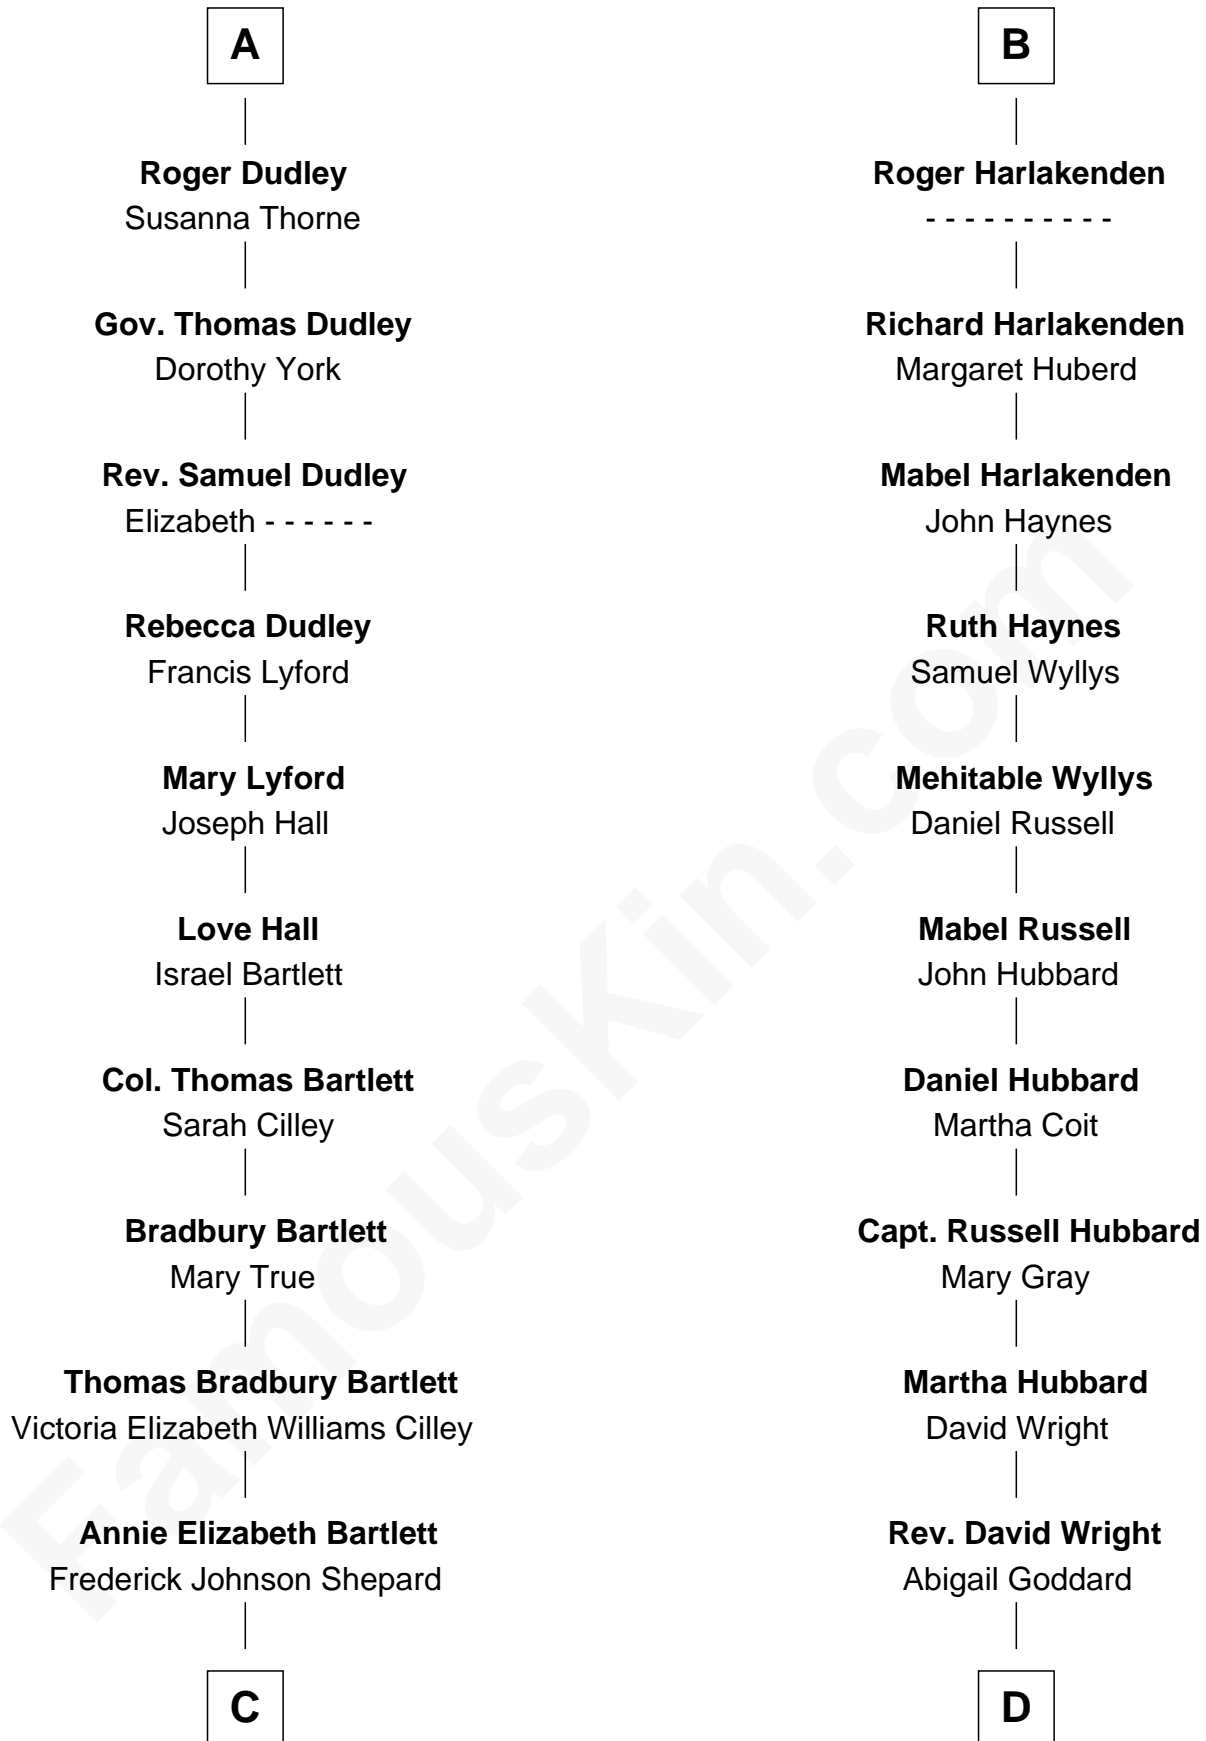 A
Roger Dudley
Susanna Thorne
Gov. Thomas Dudley
Dorothy York
Rev. Samuel Dudley
Elizabeth - - - - - -
Rebecca Dudley
Francis Lyford
Mary Lyford
Joseph Hall
Love Hall
Israel Bartlett
Col. Thomas Bartlett
Sarah Cilley
Bradbury Bartlett
Mary True
Thomas Bradbury Bartlett
Victoria Elizabeth Williams Cilley
Annie Elizabeth Bartlett
Frederick Johnson Shepard
C
B
Roger Harlakenden
- - - - - - - - - -
Richard Harlakenden
Margaret Huberd
Mabel Harlakenden
John Haynes
Ruth Haynes
Samuel Wyllys
Mehitable Wyllys
Daniel Russell
Mabel Russell
John Hubbard
Daniel Hubbard
Martha Coit
Capt. Russell Hubbard
Mary Gray
Martha Hubbard
David Wright
Rev. David Wright
Abigail Goddard
D
FamousKin.com